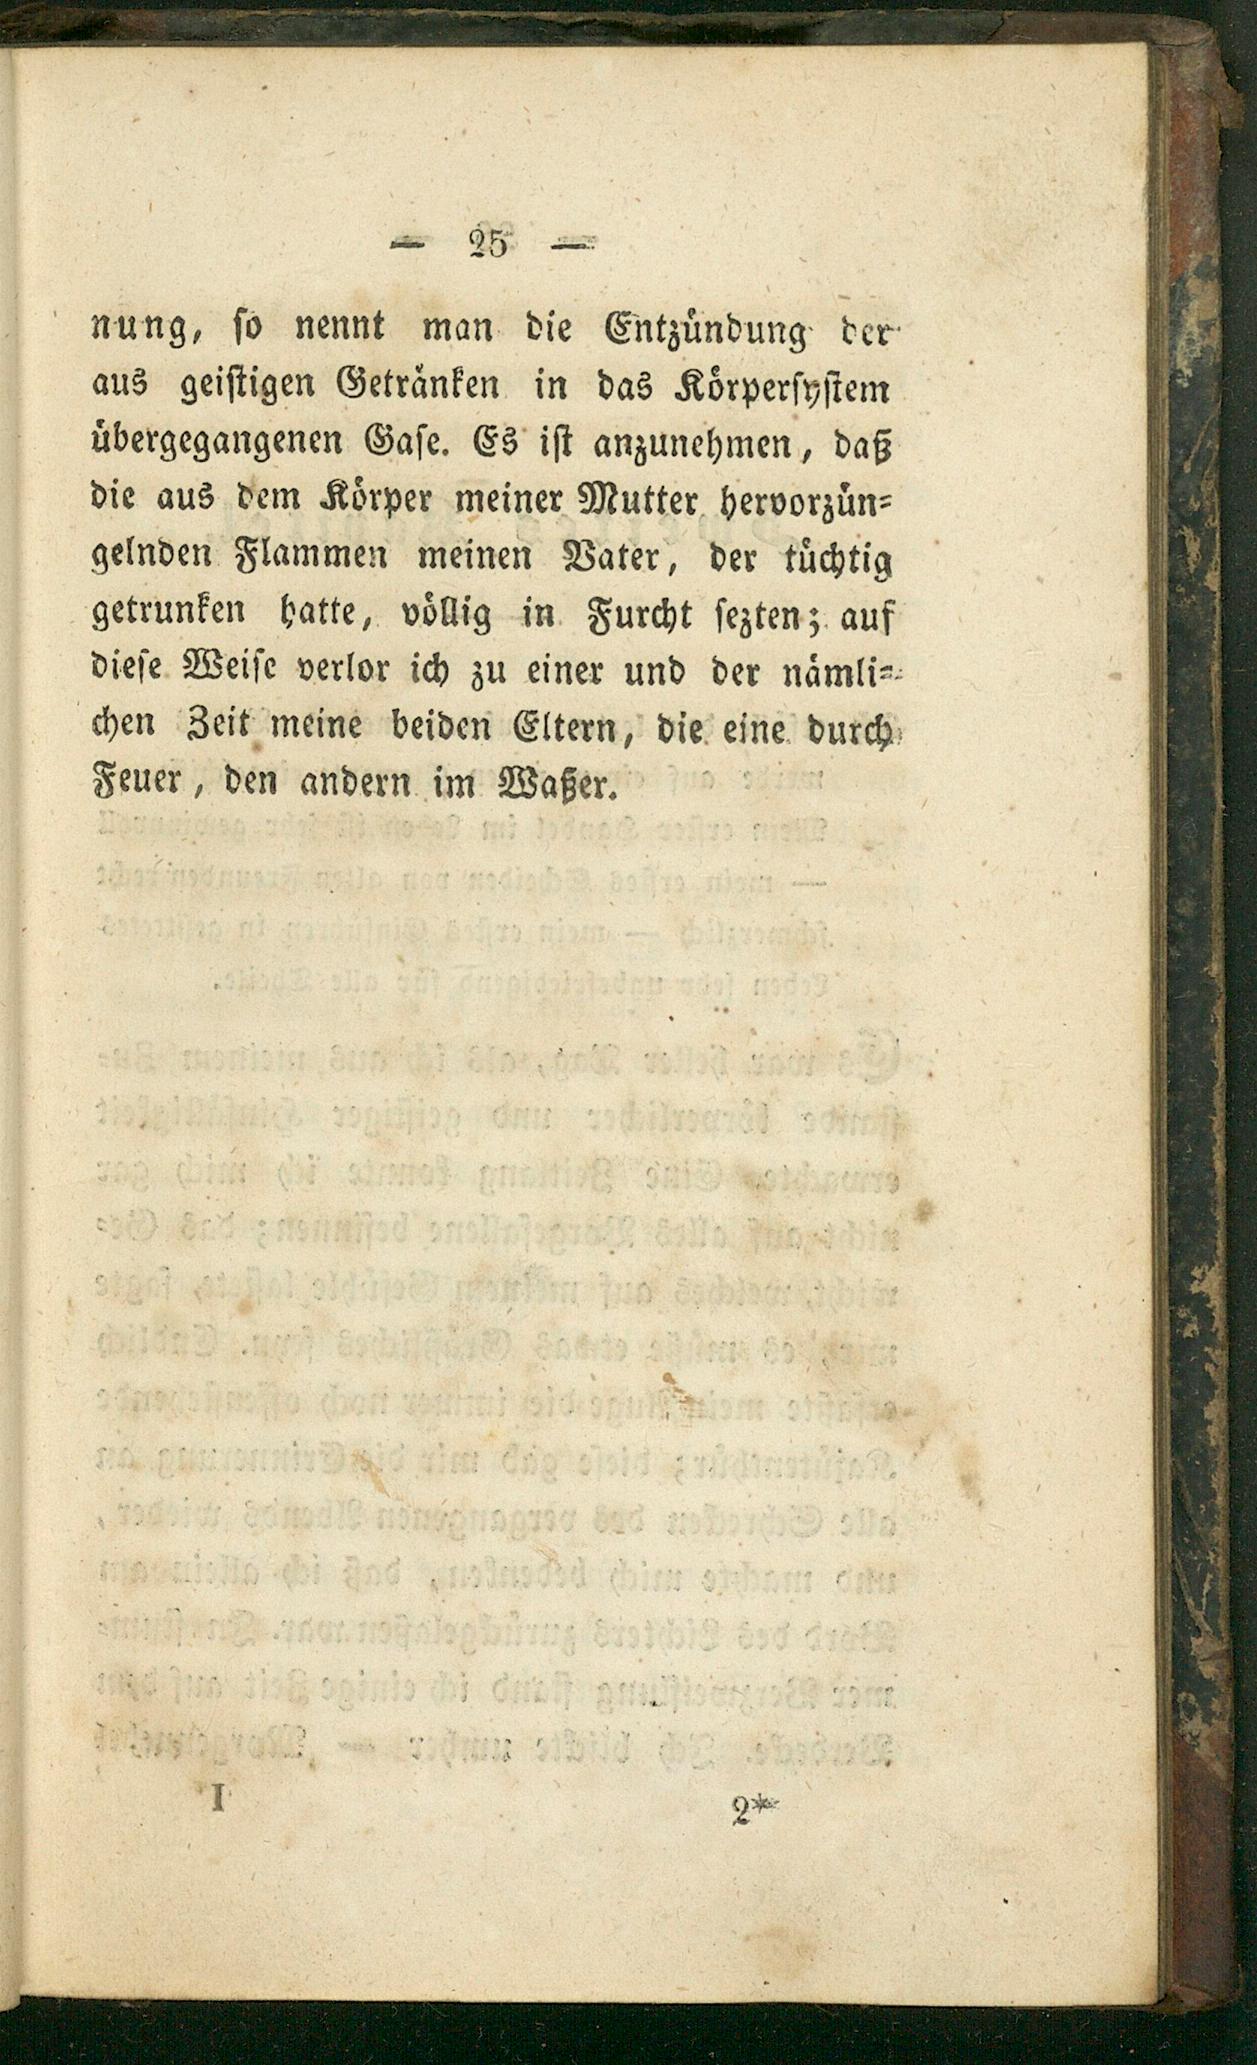 — 25 —
nung, so nennt man die Entzündung der
aus geistigen Getränken in das Körpersystem
übergegangenen Gase. Es ist anzunehmen, daß
die aus dem Körper meiner Mutter hervorzün=
gelnden Flammen meinen Vater, der tüchtig
getrunken hatte, völlig in Furcht sezten; auf
diese Weise verlor ich zu einer und der nämli=
chen Zeit meine beiden Eltern, die eine durch
Feuer, den andern im Waßer.
I 2*